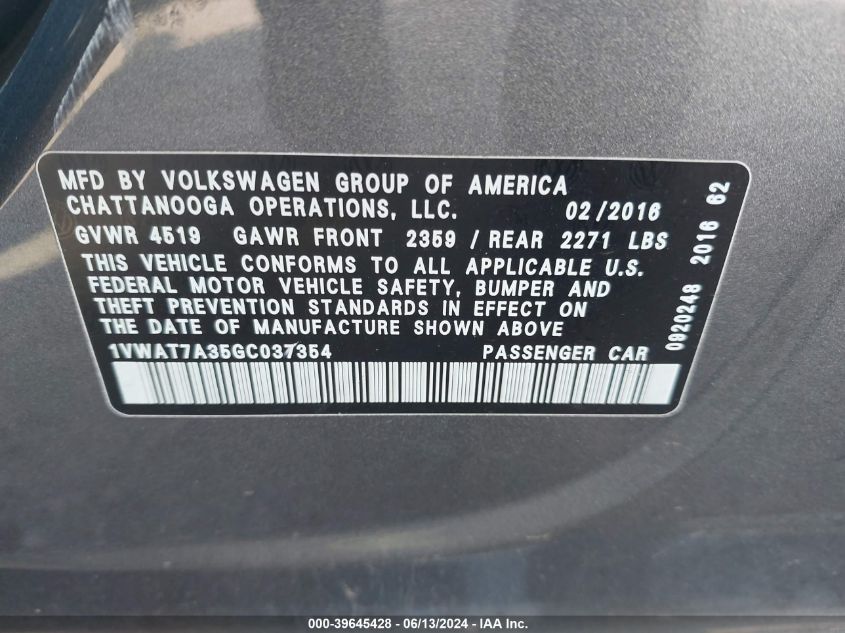 MFD BY VOLKSWAGEN GROUP OF AMERICA
CHATTANOOGA OPERATIONS, LLC. 02/2016
GVWR 4519 GAWR FRONT 2359 / REAR 2271 LBS
THIS VEHICLE CONFORMS TO ALL APPLICABLE U.S.
FEDERAL MOTOR VEHICLE SAFETY, BUMPER AND
THEFT PREVENTION STANDARDS IN EFFECT ON
THE DATE OF MANUFACTURE SHOWN ABOVE
1VWAT7A35GC037354 PASSENGER CAR
0920248 2016 62
000-39645428 - 06/13/2024 - IAA Inc.